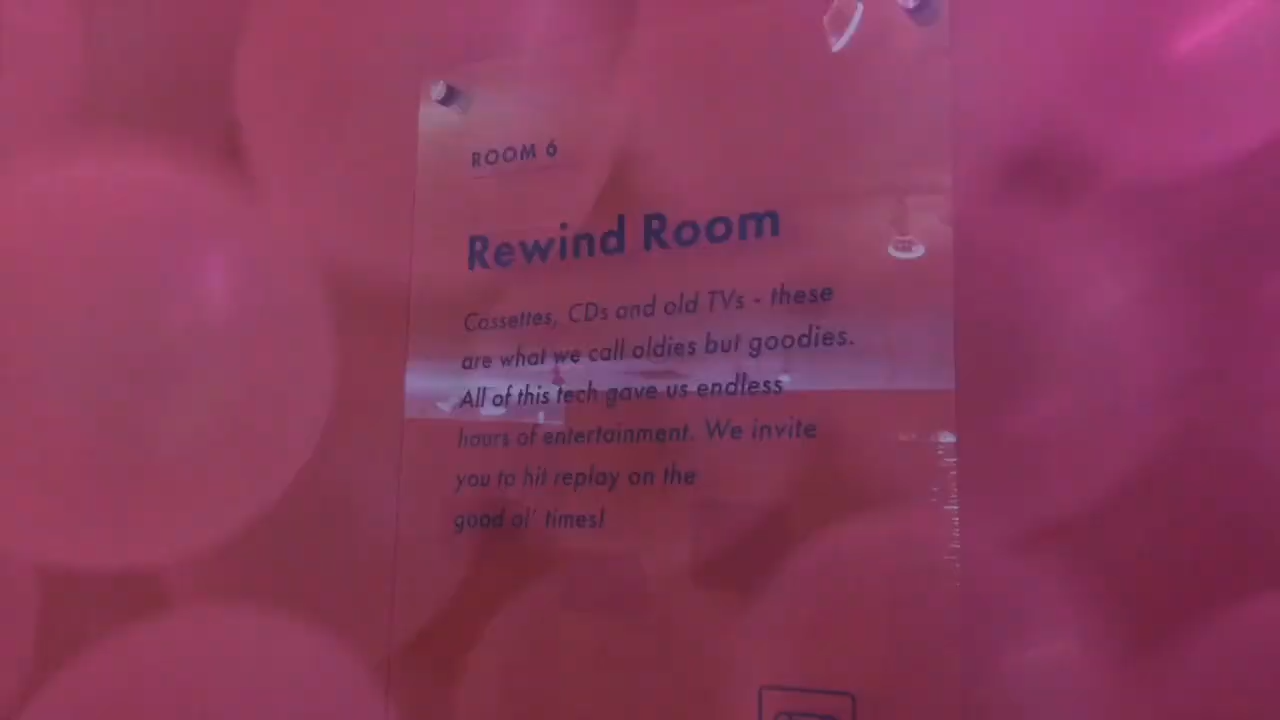 ROOM 6
Rewind Room
Cassettes, CDs and old TVs - these
are what we call oldies but goodies.
All of this tech gave us endless
hours of entertainment. We invite
you to hit replay on the
good ol' times!